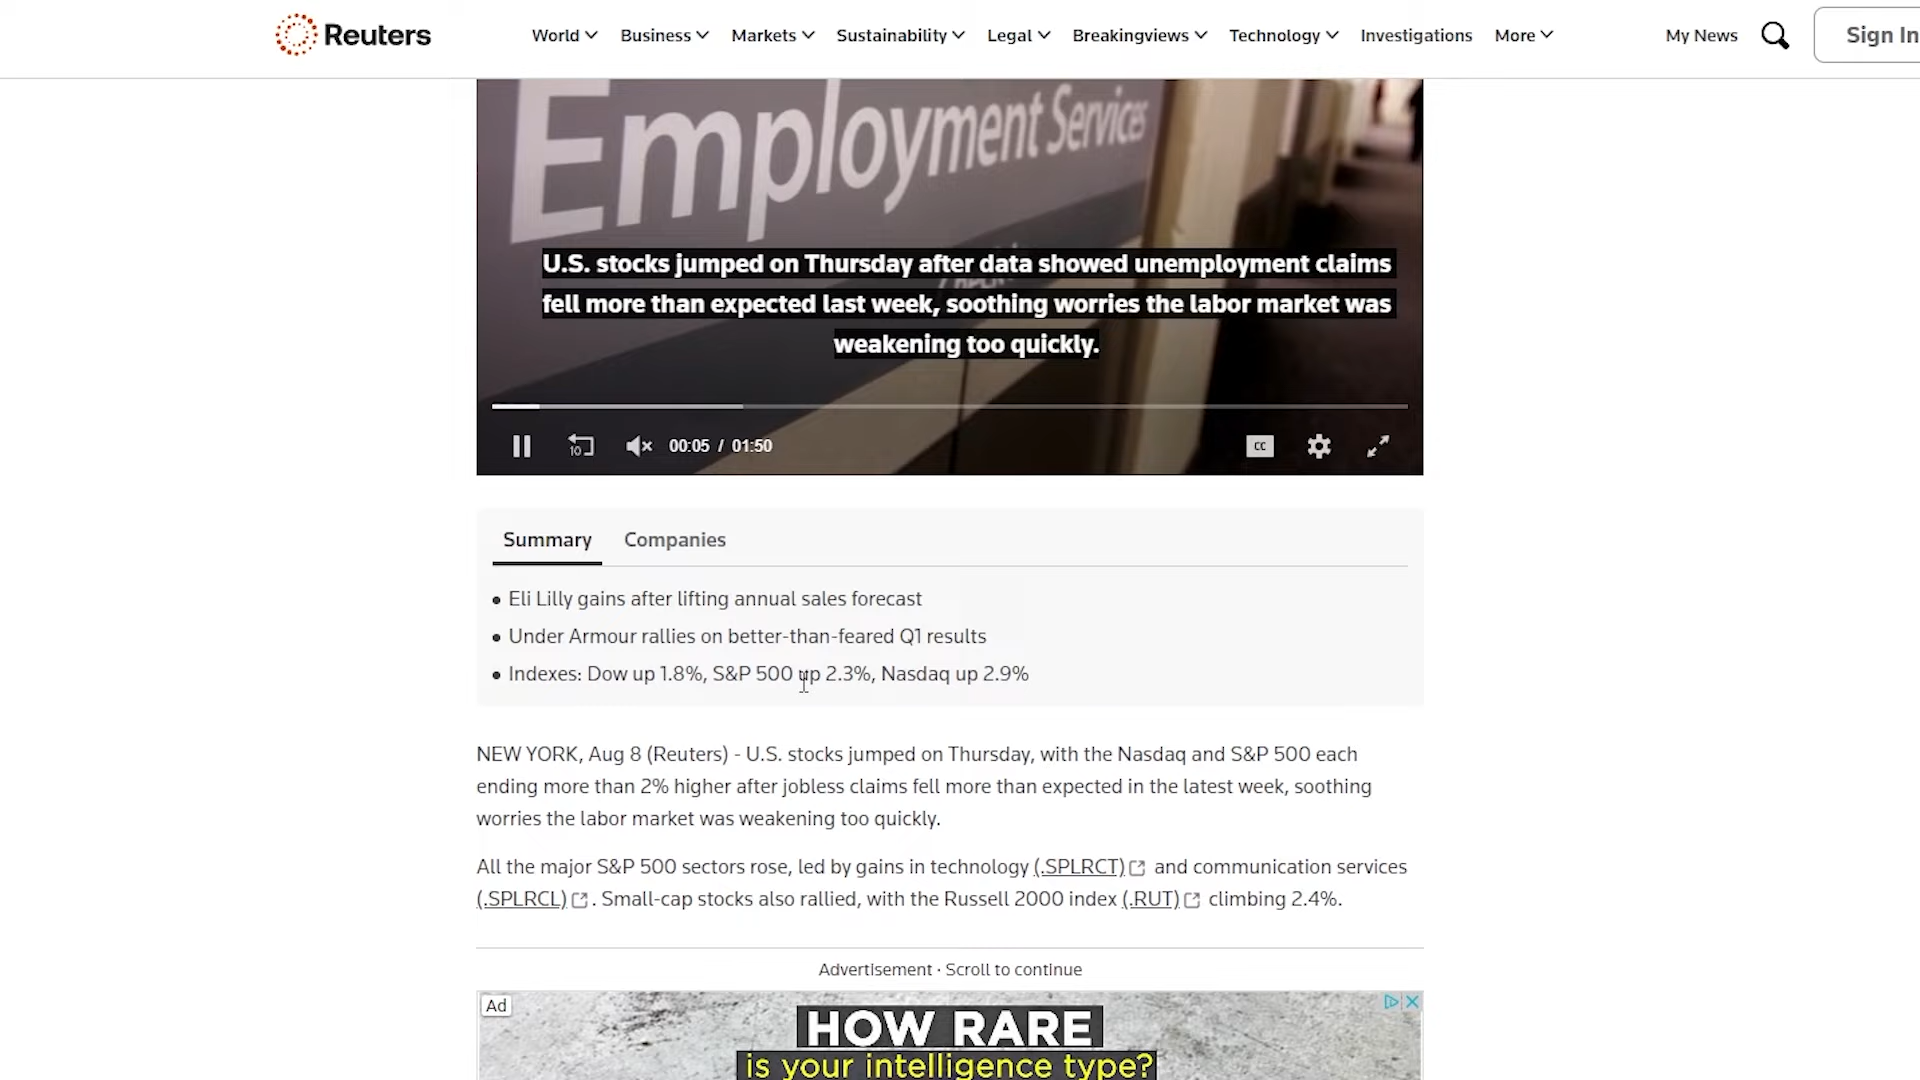 Reuters World Business Markets Sustainability Legal Breakingviews Technology Investigations More My News Sign In
Employment Services
U.S. stocks jumped on Thursday after data showed unemployment claims
fell more than expected last week, soothing worries the labor market was
weakening too quickly.
10 00:05 / 01:50 CC
Summary Companies
Eli Lilly gains after lifting annual sales forecast
Under Armour rallies on better-than-feared Q1 results
Indexes: Dow up 1.8%, S&P 500 up 2.3%, Nasdaq up 2.9%
NEW YORK, Aug 8 (Reuters) - U.S. stocks jumped on Thursday, with the Nasdaq and S&P 500 each
ending more than 2% higher after jobless claims fell more than expected in the latest week, soothing
worries the labor market was weakening too quickly.
All the major S&P 500 sectors rose, led by gains in technology (.SPLRCT) and communication services
(.SPLRCL) . Small-cap stocks also rallied, with the Russell 2000 index (.RUT) climbing 2.4%.
Advertisement · Scroll to continue
Ad
HOW RARE
is your intelligence type?